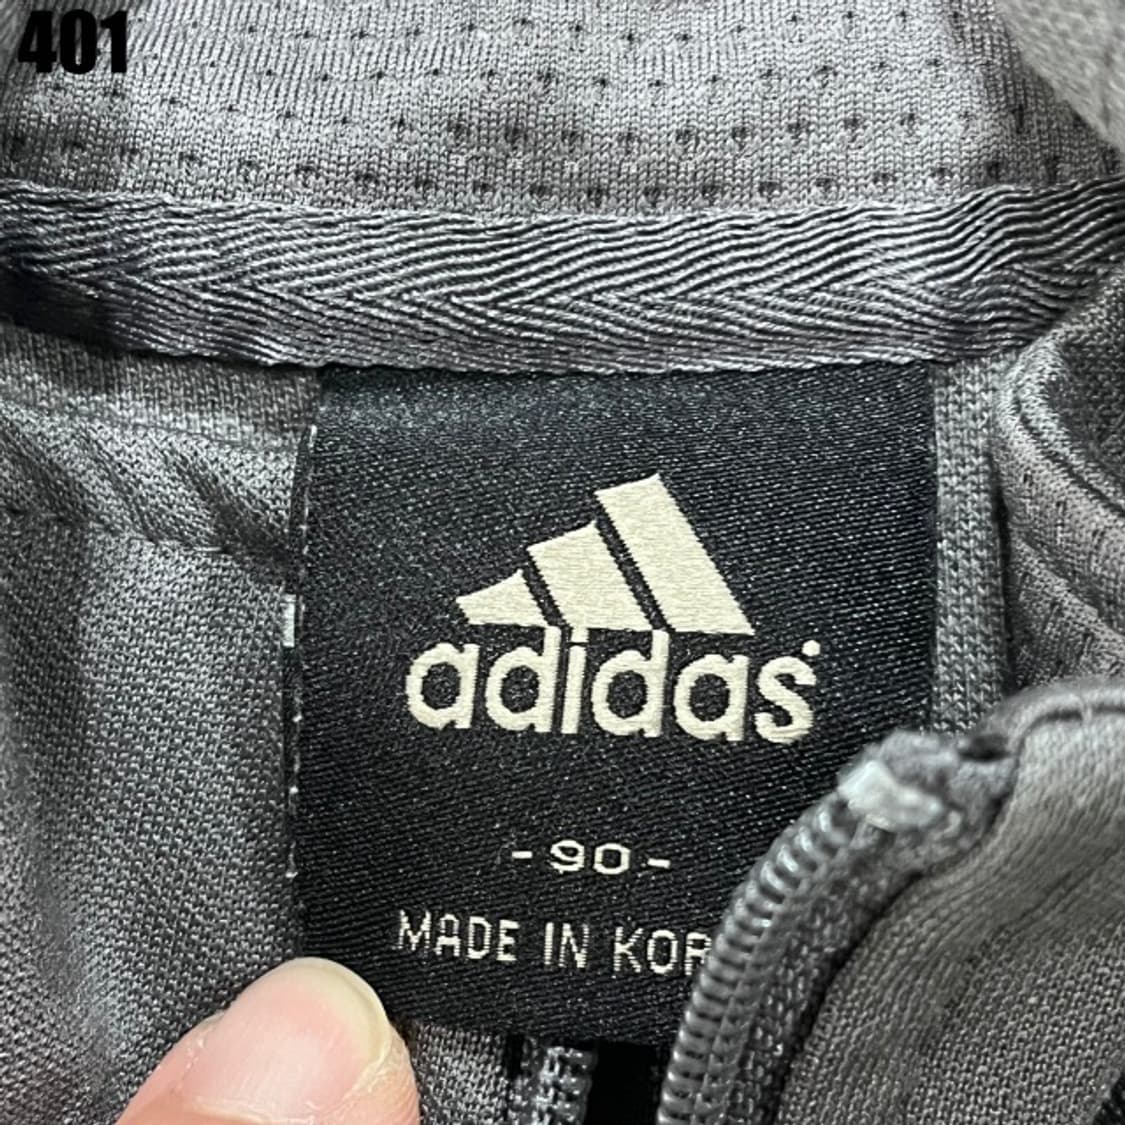 401
adidas
-90-
MADE IN KOR